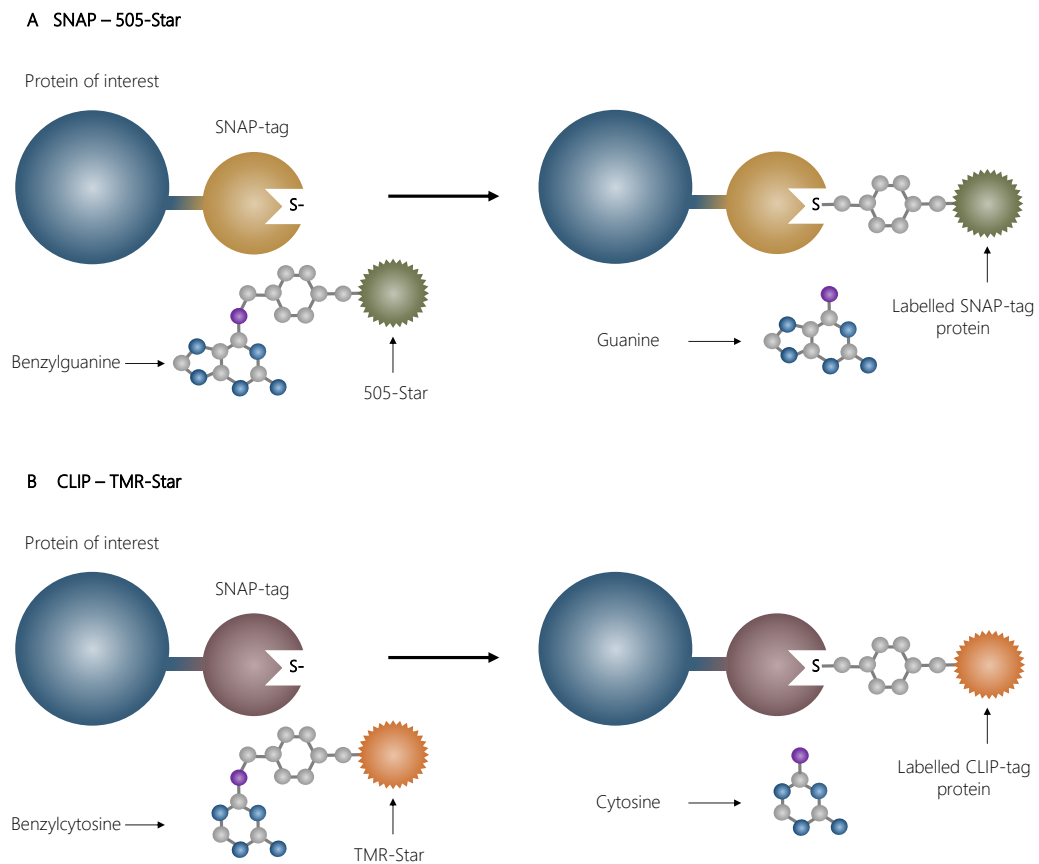 A SNAP – 505-Star
Protein of interest
SNAP-tag
S-
S
Benzylguanine
505-Star
Guanine
Labelled SNAP-tag
protein
B CLIP – TMR-Star
Protein of interest
SNAP-tag
S-
S
Benzylcytosine
TMR-Star
Cytosine
Labelled CLIP-tag
protein